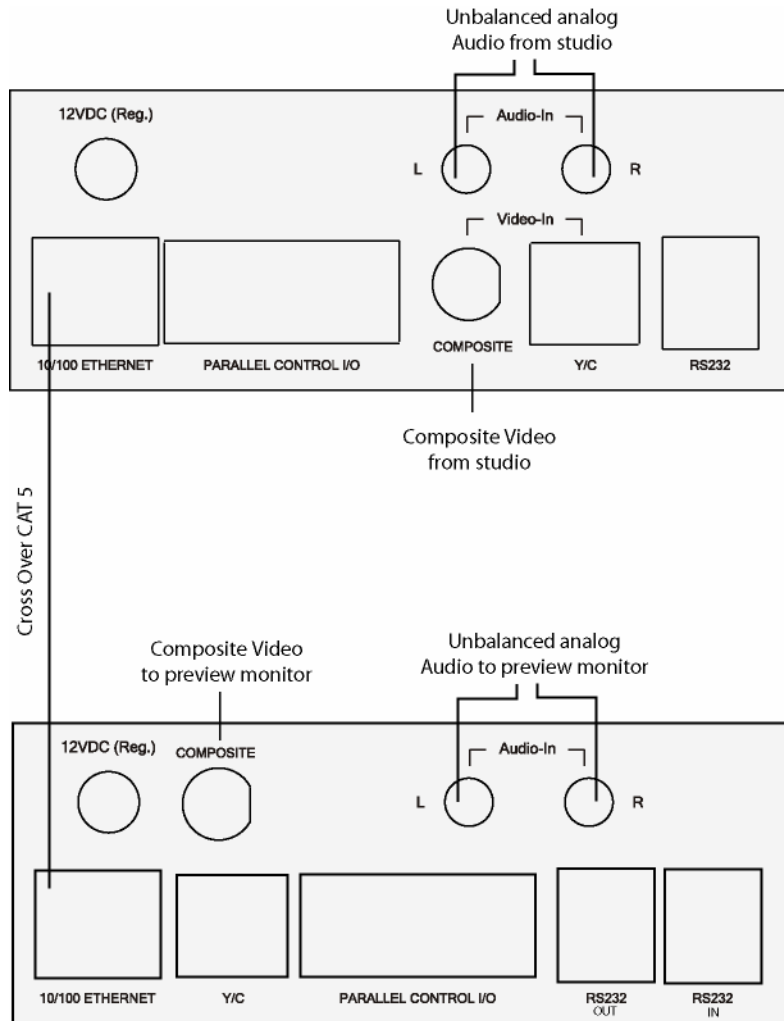 Unbalanced analog
Audio from studio
12VDC (Reg.)
Audio-In
L
R
Video-In
10/100 ETHERNET
PARALLEL CONTROL I/O
COMPOSITE
Y/C
RS232
Composite Video
from studio
Cross Over CAT 5
Composite Video
to preview monitor
Unbalanced analog
Audio to preview monitor
12VDC (Reg.)
COMPOSITE
Audio-In
L
R
10/100 ETHERNET
Y/C
PARALLEL CONTROL I/O
RS232
OUT
RS232
IN